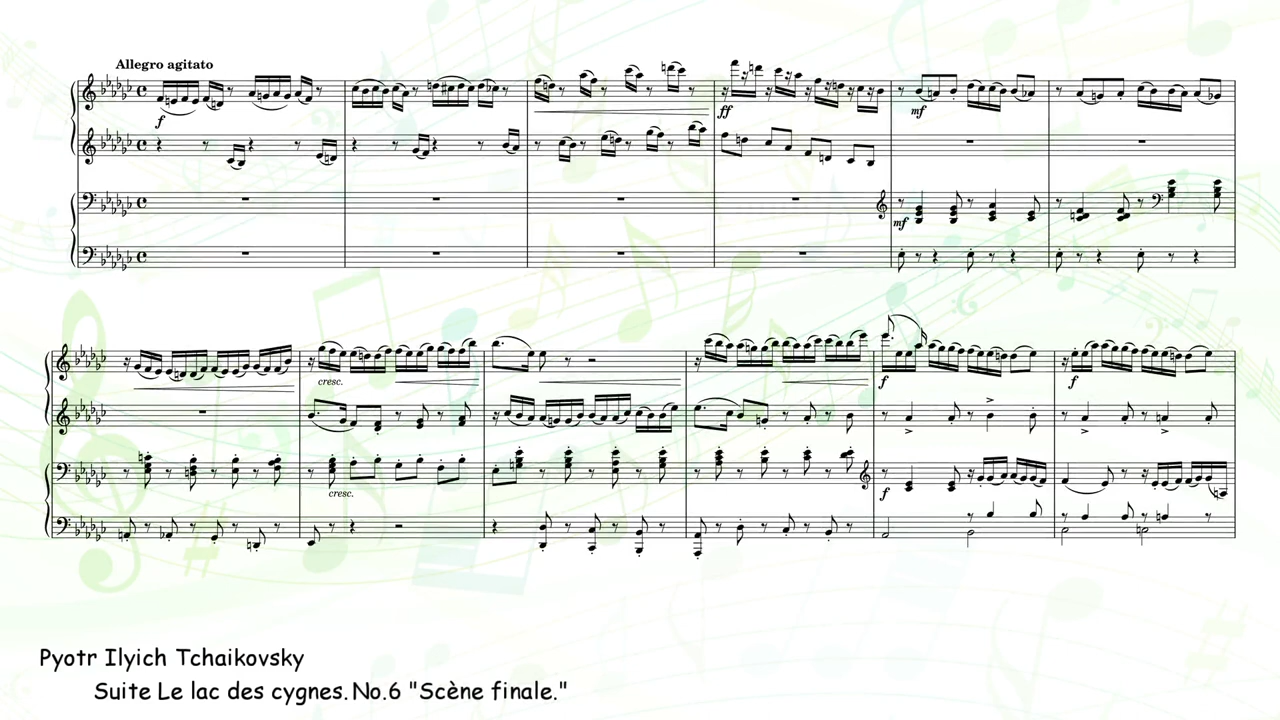 Allegro agitato
f
ff
mf
mf
cresc.
f
f
cresc.
f
Pyotr Ilyich Tchaikovsky
Suite Le lac des cygnes.No.6 "Scène finale."